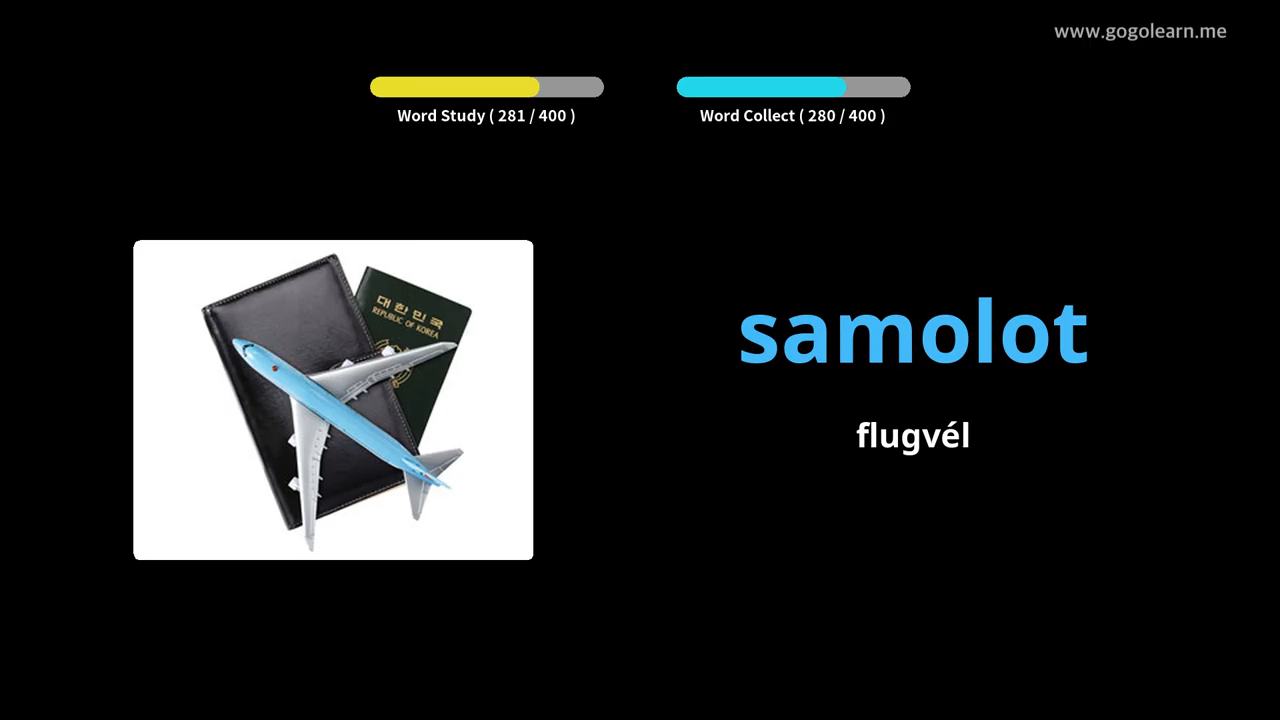 www.gogolearn.me
Word Study ( 281 / 400 )
Word Collect ( 280 / 400 )
대한민국
REPUBLIC OF KOREA
samolot
flugvél